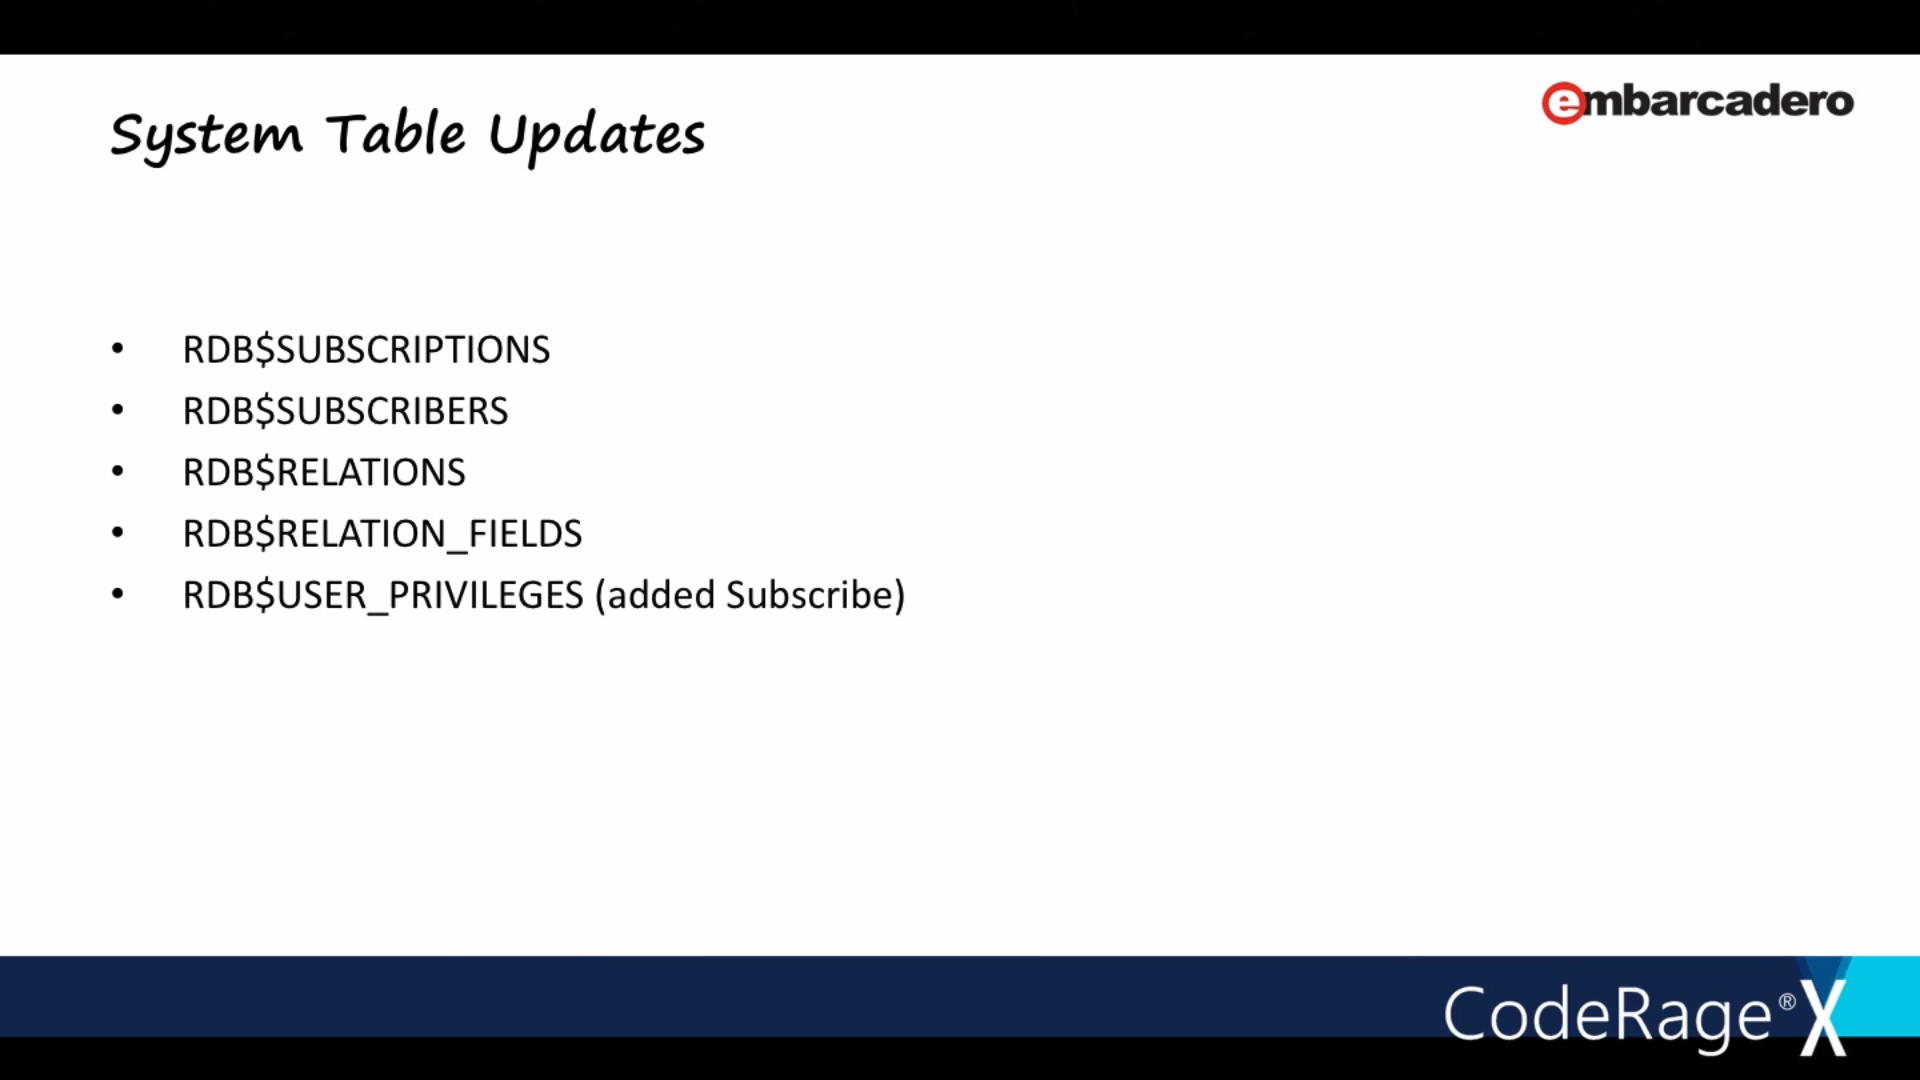 embarcadero
System Table Updates
• RDB$SUBSCRIPTIONS
• RDB$SUBSCRIBERS
• RDB$RELATIONS
• RDB$RELATION_FIELDS
• RDB$USER_PRIVILEGES (added Subscribe)
CodeRage® X